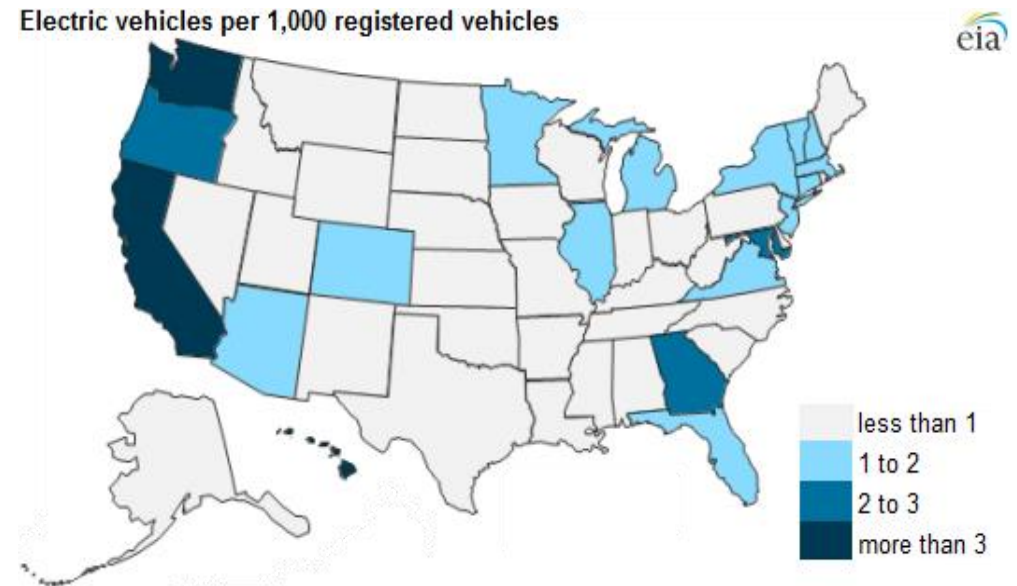 Electric vehicles per 1,000 registered vehicles
eia
less than 1
1 to 2
2 to 3
more than 3